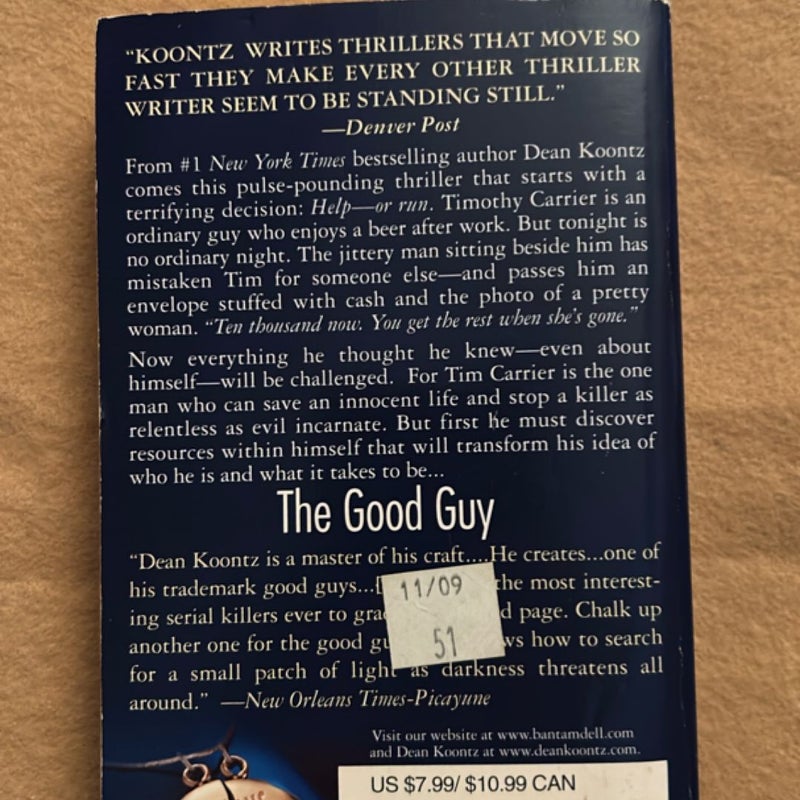 “KOONTZ WRITES THRILLERS THAT MOVE SO
FAST THEY MAKE EVERY OTHER THRILLER
WRITER SEEM TO BE STANDING STILL.”
—Denver Post
From #1 New York Times bestselling author Dean Koontz
comes this pulse-pounding thriller that starts with a
terrifying decision: Help—or run. Timothy Carrier is an
ordinary guy who enjoys a beer after work. But tonight is
no ordinary night. The jittery man sitting beside him has
mistaken Tim for someone else—and passes him an
envelope stuffed with cash and the photo of a pretty
woman. “Ten thousand now. You get the rest when she’s gone.”
Now everything he thought he knew—even about
himself—will be challenged. For Tim Carrier is the one
man who can save an innocent life and stop a killer as
relentless as evil incarnate. But first he must discover
resources within himself that will transform his idea of
who he is and what it takes to be...
The Good Guy
“Dean Koontz is a master of his craft....He creates...one of
his trademark good guys... the most interest-
ing serial killers ever to page. Chalk up
another one for the good how to search
for a small patch of light as darkness threatens all
around.” —New Orleans Times-Picayune
11/09
51
Visit our website at www.bantamdell.com
and Dean Koontz at www.deankoontz.com.
US $7.99/ $10.99 CAN